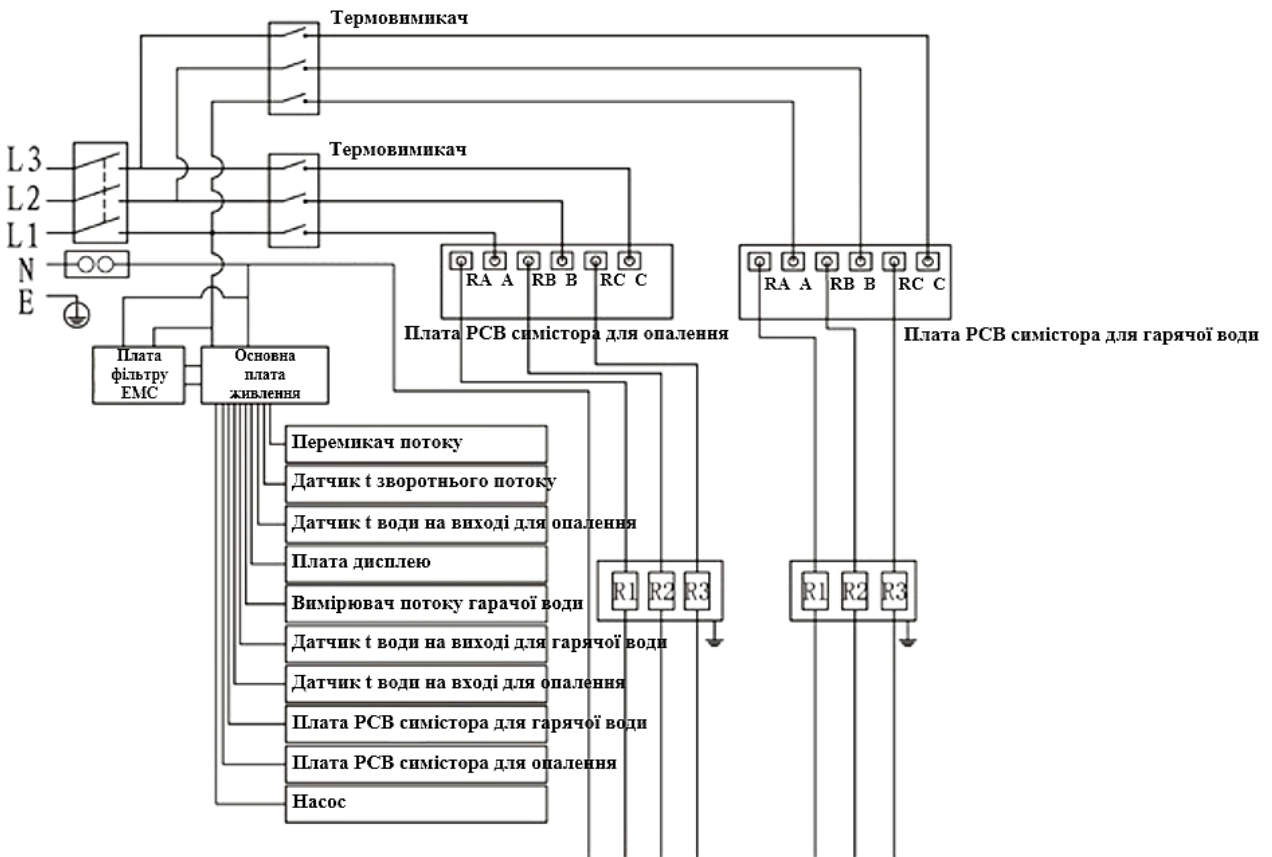 Термовимикач
Термовимикач
L3
L2
L1
N
E
RA A RB B RC C
RA A RB B RC C
Плата PCB симістора для опалення
Плата PCB симістора для гарячої води
Плата
фільтру
EMC
Основна
плата
живлення
Перемикач потоку
Датчик t зворотнього потоку
Датчик t води на виході для опалення
Плата дисплею
Вимірювач потоку гарачої води
Датчик t води на виході для гарячої води
Датчик t води на вході для опалення
Плата PCB симістора для гарячої води
Плата PCB симістора для опалення
Насос
R1 R2 R3
R1 R2 R3